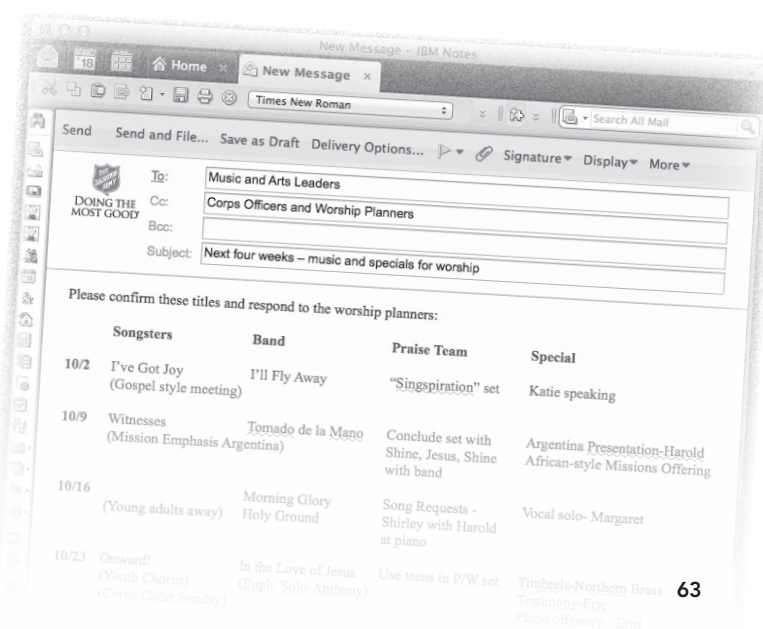 New Message – IBM Notes
18
Home
New Message
Times New Roman
Search All Mail
Send Send and File... Save as Draft Delivery Options... Signature Display More
THE SALVATION ARMY
DOING THE
MOST GOOD
To: Music and Arts Leaders
Cc: Corps Officers and Worship Planners
Bcc:
Subject: Next four weeks – music and specials for worship
Please confirm these titles and respond to the worship planners:
Songsters Band Praise Team Special
10/2 I've Got Joy I'll Fly Away "Singspiration" set Katie speaking
(Gospel style meeting)
10/9 Witnesses Tomado de la Mano Conclude set with Argentina Presentation-Harold
(Mission Emphasis Argentina) Shine, Jesus, Shine African-style Missions Offering
with band
10/16 Morning Glory Song Requests - Vocal solo- Margaret
(Young adults away) Holy Ground Shirley with Harold
at piano
10/23 Onward! In the Love of Jesus Use teens in P/W set Timbrels-Northern Brass
(Youth Chorus) (Euph. Solo-Anthony) Testimony-Eric
(Corps Cadet Sunday) Piano offertory -
63